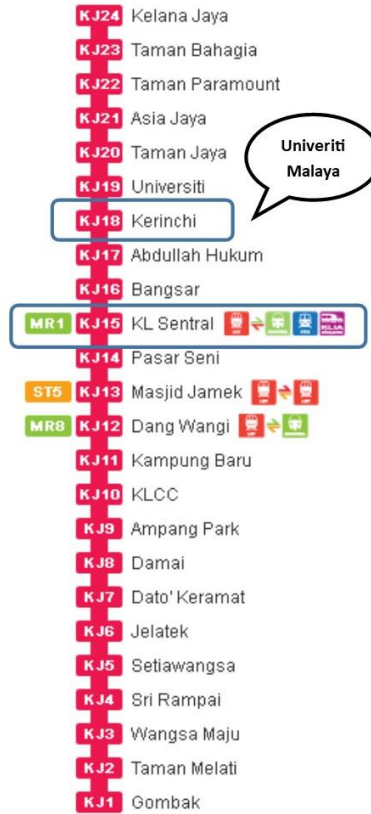 KJ24 Kelana Jaya
KJ23 Taman Bahagia
KJ22 Taman Paramount
KJ21 Asia Jaya
KJ20 Taman Jaya
Univeriti
Malaya
KJ19 Universiti
KJ18 Kerinchi
KJ17 Abdullah Hukum
KJ16 Bangsar
MR1 KJ15 KL Sentral
KJ14 Pasar Seni
ST5 KJ13 Masjid Jamek
MR8 KJ12 Dang Wangi
KJ11 Kampung Baru
KJ10 KLCC
KJ9 Ampang Park
KJ8 Damai
KJ7 Dato' Keramat
KJ6 Jelatek
KJ5 Setiawangsa
KJ4 Sri Rampai
KJ3 Wangsa Maju
KJ2 Taman Melati
KJ1 Gombak